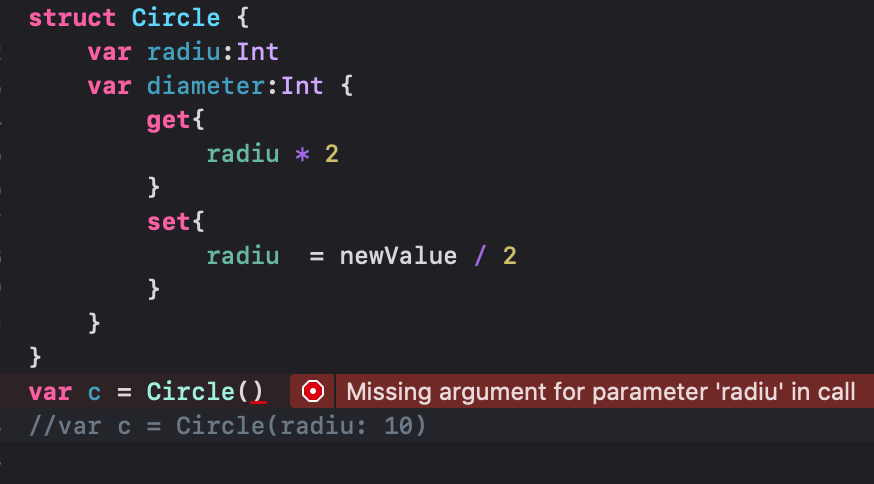 struct Circle {
    var radiu:Int
    var diameter:Int {
        get{
            radiu * 2
        }
        set{
            radiu  = newValue / 2
        }
    }
}
var c = Circle() Missing argument for parameter 'radiu' in call
//var c = Circle(radiu: 10)